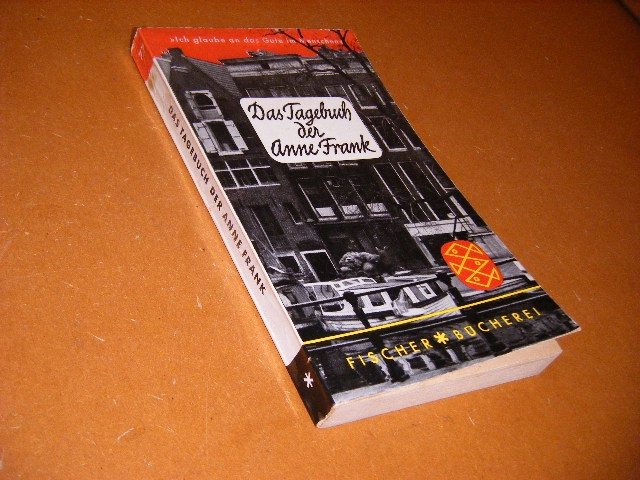 »Ich glaube an das Gute im Menschen«
Das Tagebuch
der
Anne Frank
FISCHER * BÜCHEREI
DAS TAGEBUCH DER ANNE FRANK
*